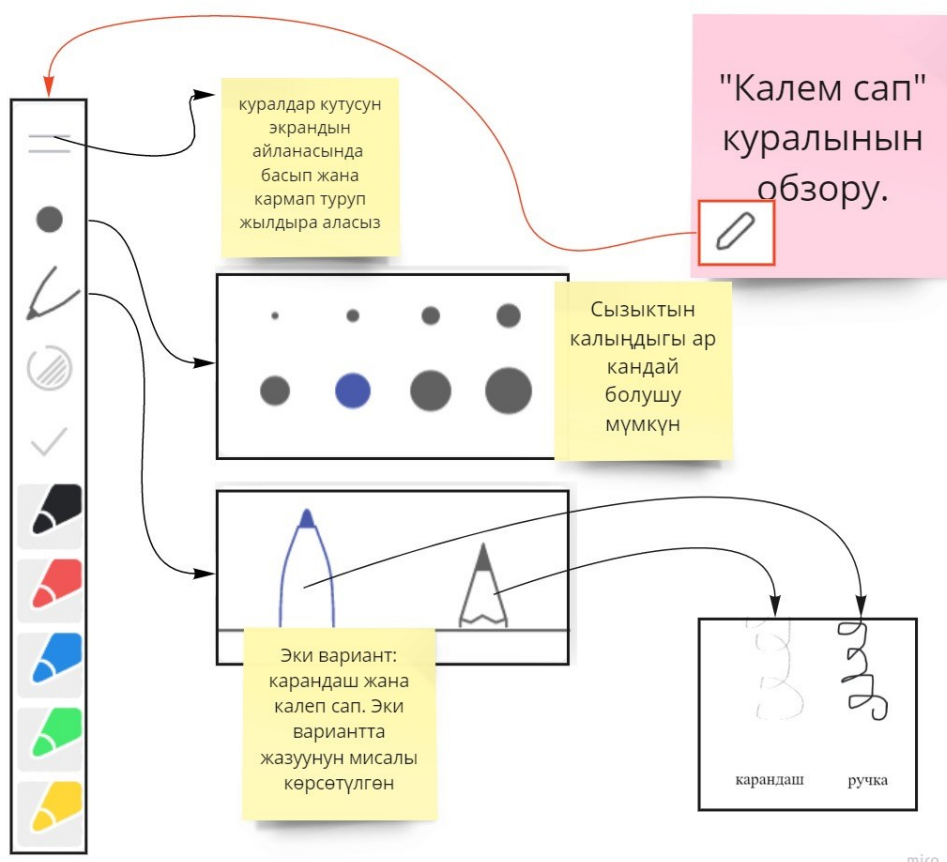 "Калем сап"
куралынын
обзору.
куралдар кутусун
экрандын
айланасында
басып жана
кармап туруп
жылдыра аласыз
Сызыктын
калыңдыгы ар
кандай
болушу
мүмкүн
Эки вариант:
карандаш жана
калеп сап. Эки
вариантта
жазуунун мисалы
көрсөтүлгөн
карандаш ручка
miro